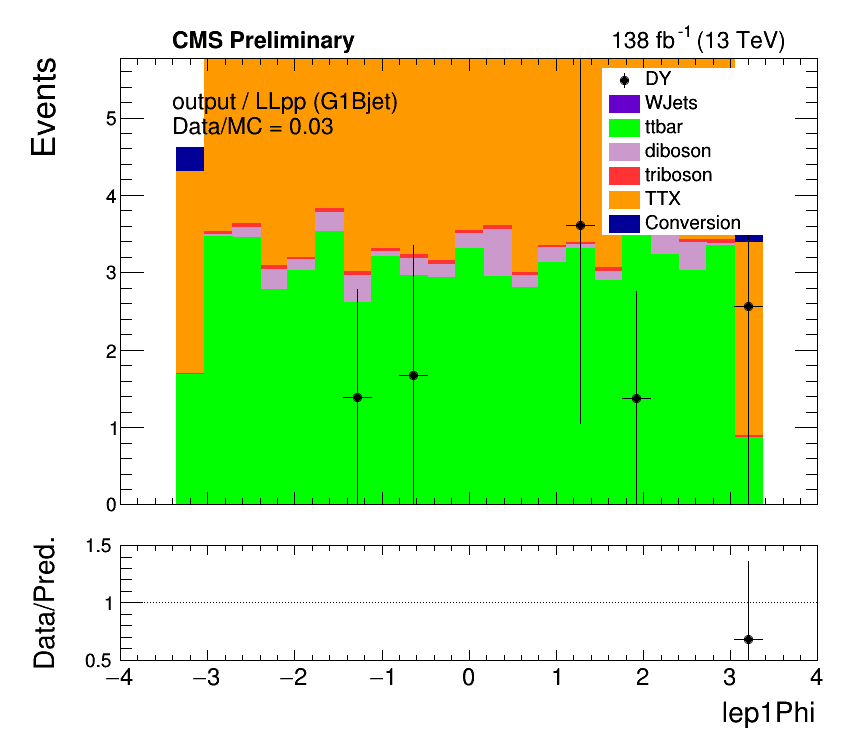 CMS Preliminary 138 fb-1 (13 TeV)
Events
output / LLpp (G1Bjet)
Data/MC = 0.03
DY
WJets
ttbar
diboson
triboson
TTX
Conversion
5
4
3
2
1
0
Data/Pred.
1.5
1
0.5
−4 −3 −2 −1 0 1 2 3 4
lep1Phi